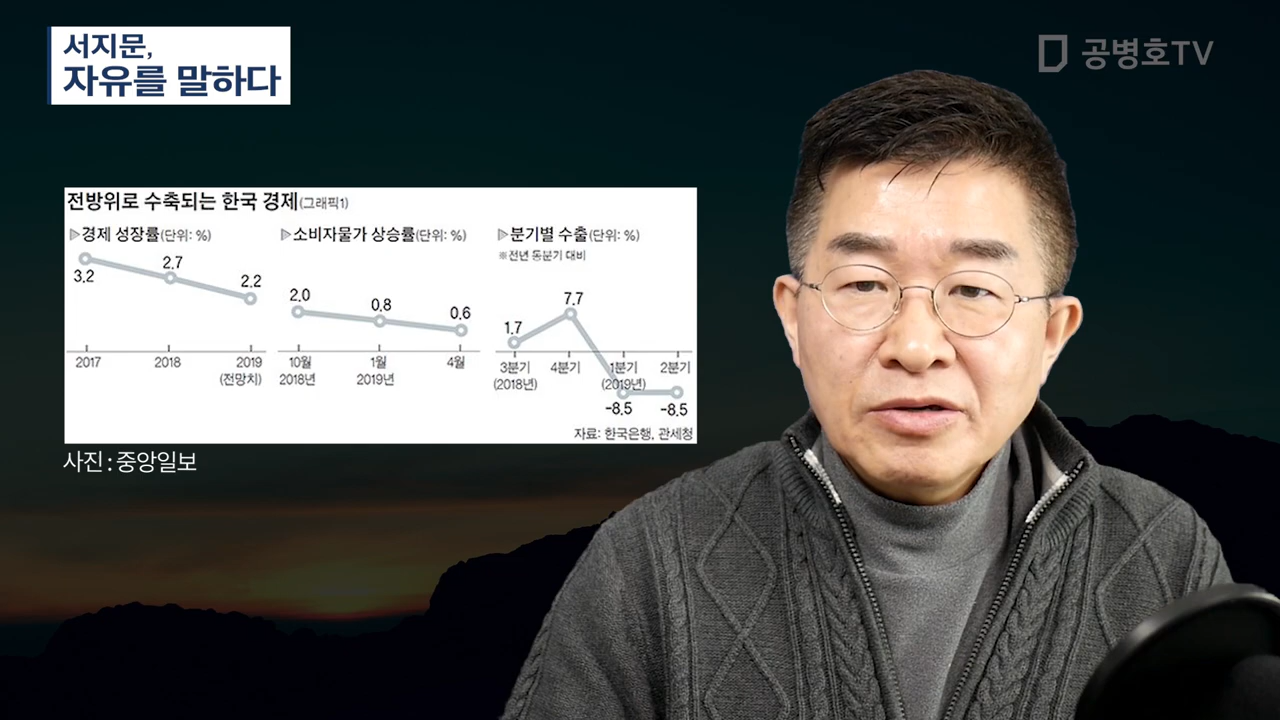 서지문,
자유를 말하다
공병호TV
전방위로 수축되는 한국 경제(그래픽1)
▷경제 성장률(단위: %)
3.2
2.7
2.2
2017
2018
2019
(전망치)
▷소비자물가 상승률(단위: %)
2.0
0.8
0.6
10월
2018년
1월
2019년
4월
▷분기별 수출(단위: %)
※전년 동분기 대비
1.7
7.7
-8.5
-8.5
3분기
(2018년)
4분기
1분기
(2019년)
2분기
자료: 한국은행, 관세청
사진 : 중앙일보